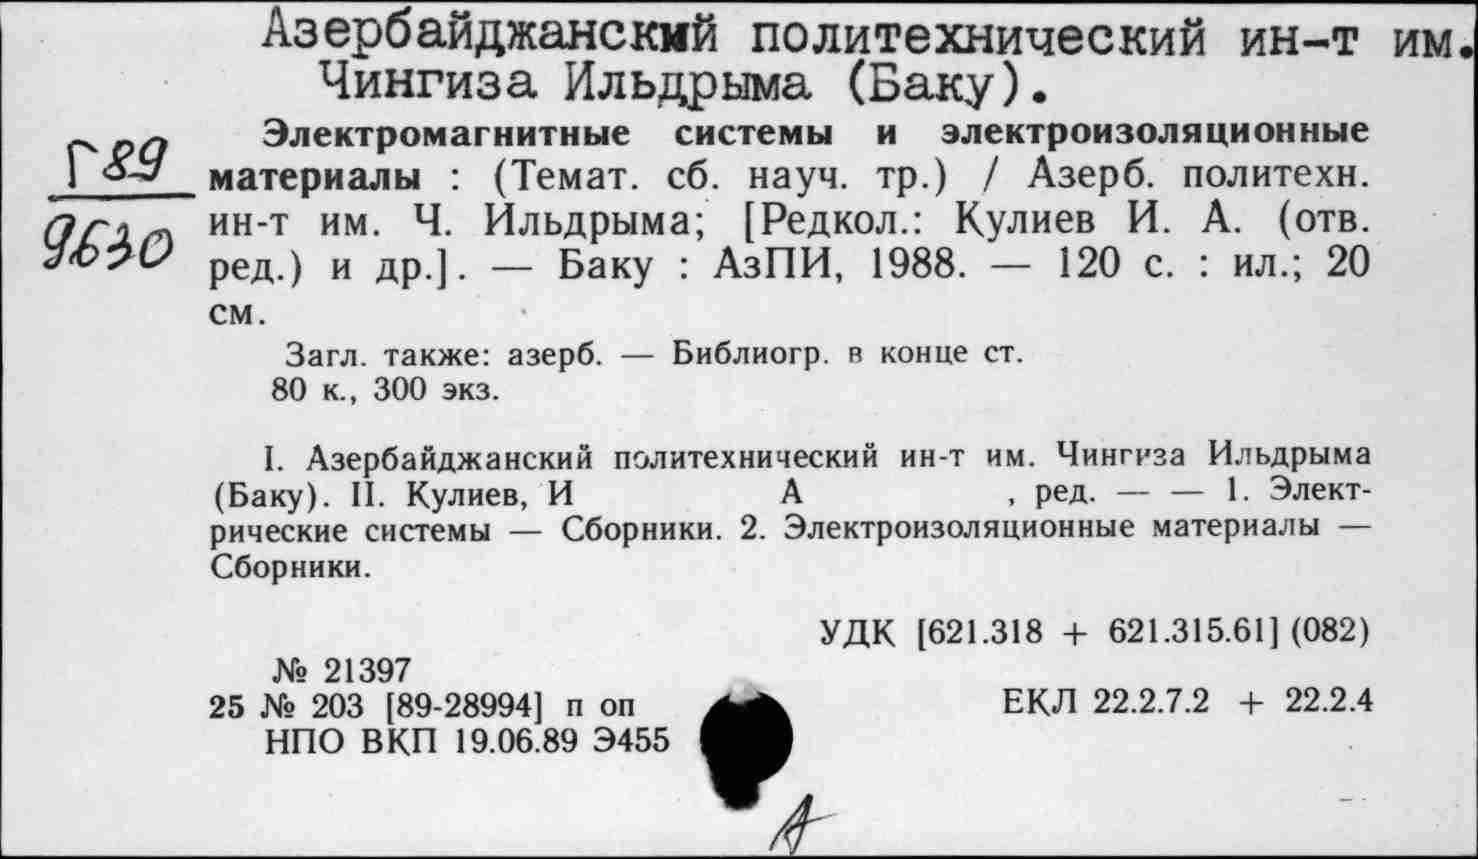 Азербайджанский политехнический ин-т им.
Чингиза Ильдрыма (Баку).
Г89
9630
Электромагнитные системы и электроизоляционные
материалы : (Темат. сб. науч. тр.) / Азерб. политехн.
ин-т им. Ч. Ильдрыма; [Редкол.: Кулиев И. А. (отв.
ред.) и др.]. — Баку : АзПИ, 1988. — 120 с. : ил.; 20
см.
Загл. также: азерб. — Библиогр. в конце ст.
80 к., 300 экз.
I. Азербайджанский политехнический ин-т им. Чингиза Ильдрыма
(Баку). II. Кулиев, И А , ред. — — 1. Элект-
рические системы — Сборники. 2. Электроизоляционные материалы —
Сборники.
УДК [621.318 + 621.315.61] (082)
№ 21397
25 № 203 [89-28994] п оп
ЕКЛ 22.2.7.2 + 22.2.4
НПО ВКП 19.06.89 Э455
А